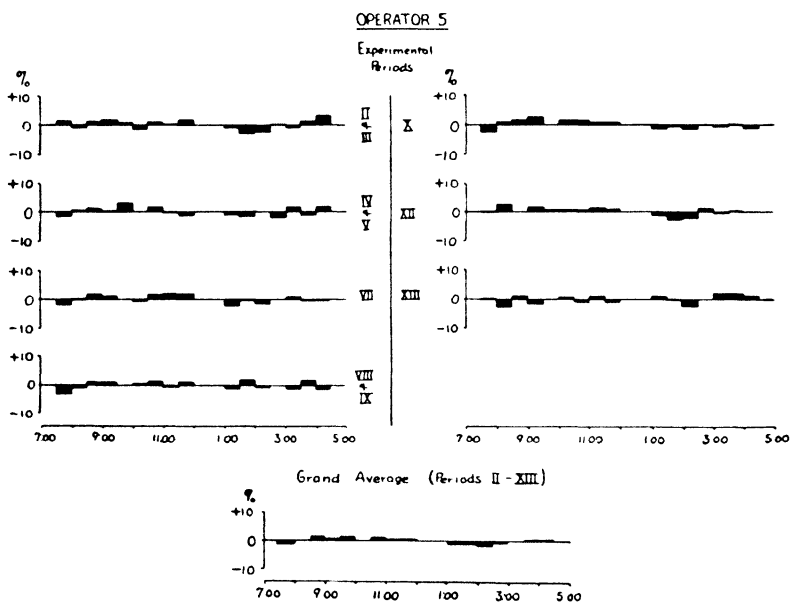 OPERATOR 5
Experimental
Periods
%
+10
0
-10
II
+
III
+10
0
-10
IV
+
V
+10
0
-10
VII
+10
0
-10
VIII
+
IX
7.00 9.00 11.00 1.00 3.00 5.00
%
X
+10
0
-10
XII
+10
0
-10
XIII
+10
0
-10
7.00 9.00 11.00 1.00 3.00 5.00
Grand Average (Periods II - XIII)
%
+10
0
-10
7.00 9.00 11.00 1.00 3.00 5.00